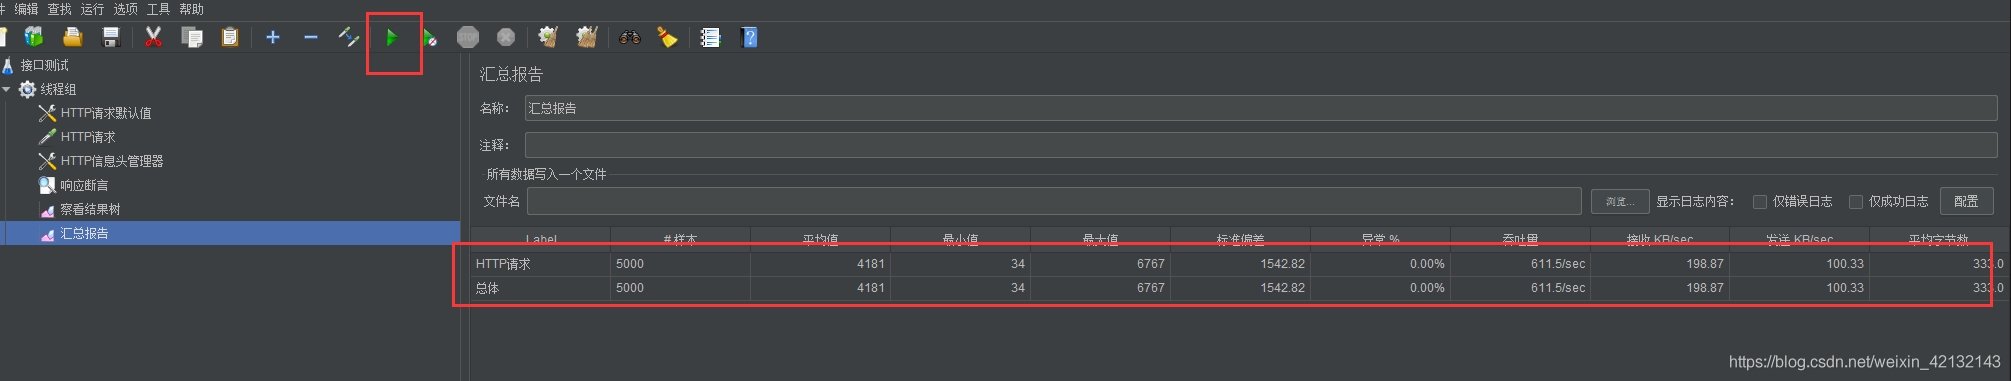 件 编辑 查找 运行 选项 工具 帮助
STOP
接口测试
线程组
HTTP请求默认值
HTTP请求
HTTP信息头管理器
响应断言
察看结果树
汇总报告
汇总报告
名称： 汇总报告
注释：
所有数据写入一个文件
文件名 浏览... 显示日志内容： 仅错误日志 仅成功日志 配置
Label # 样本 平均值 最小值 最大值 标准偏差 异常 % 吞吐量 接收 KB/sec 发送 KB/sec 平均字节数
HTTP请求 5000 4181 34 6767 1542.82 0.00% 611.5/sec 198.87 100.33 333.0
总体 5000 4181 34 6767 1542.82 0.00% 611.5/sec 198.87 100.33 333.0
https://blog.csdn.net/weixin_42132143